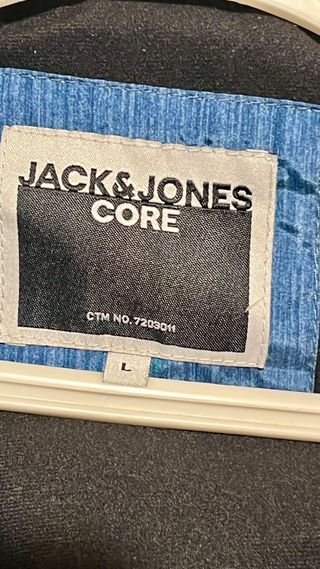 JACK&JONES
CORE
CTM NO. 7203011
L